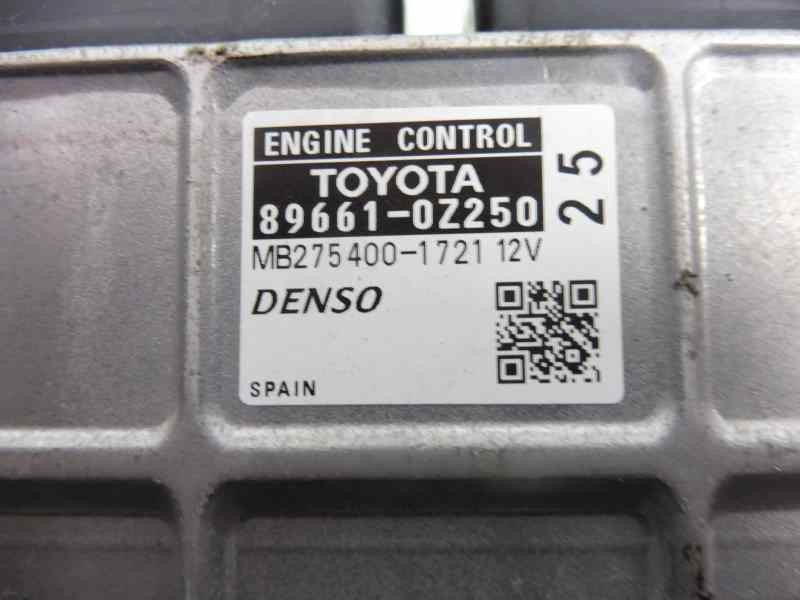 ENGINE CONTROL
TOYOTA
89661-0Z250
25
MB275400-1721 12V
DENSO
SPAIN